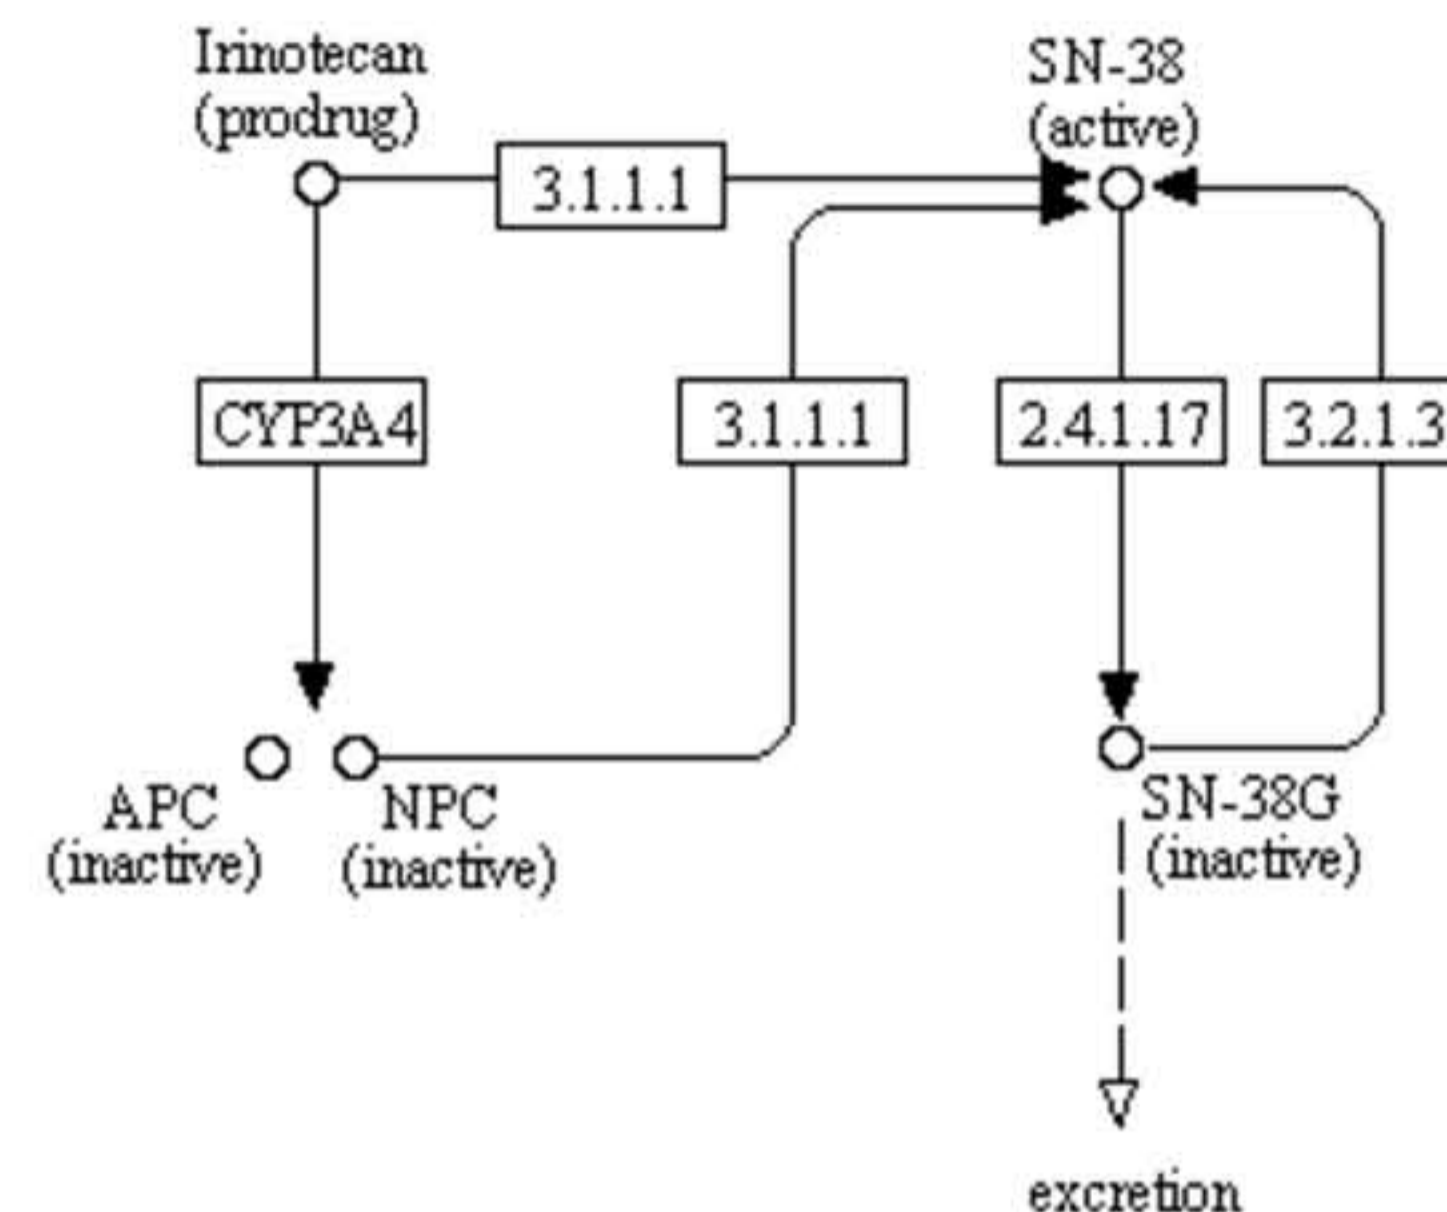 Irinotecan
(prodrug)
SN-38
(active)
3.1.1.1
CYP3A4
3.1.1.1
2.4.1.17
3.2.1.3
APC
(inactive)
NPC
(inactive)
SN-38G
(inactive)
excretion